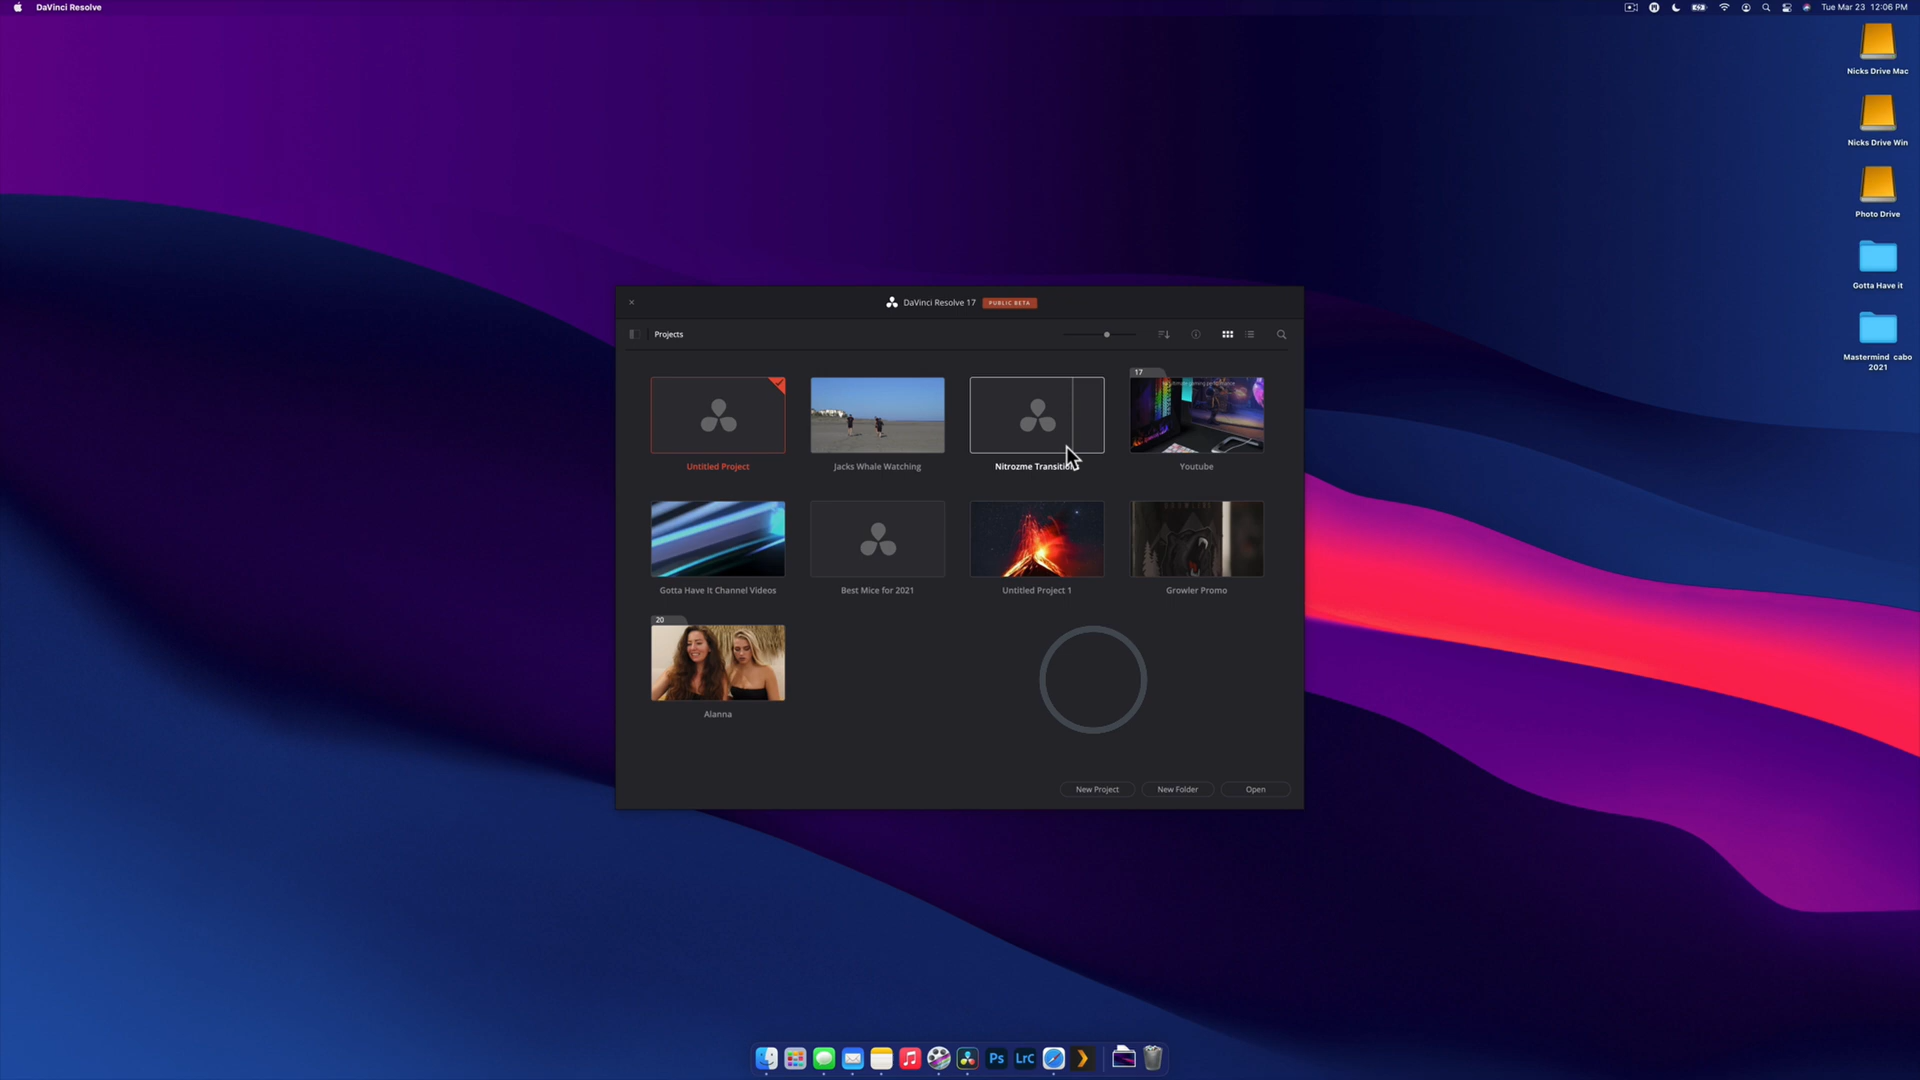 DaVinci Resolve
Tue Mar 23 12:06 PM
Nicks Drive Mac
Nicks Drive Win
Photo Drive
Gotta Have it
Mastermind cabo
2021
DaVinci Resolve 17 PUBLIC BETA
Projects
17
Untitled Project
Jacks Whale Watching
Nitrozme Transition
Youtube
Gotta Have It Channel Videos
Best Mice for 2021
Untitled Project 1
Growler Promo
20
Alanna
New Project
New Folder
Open
Ps
LrC